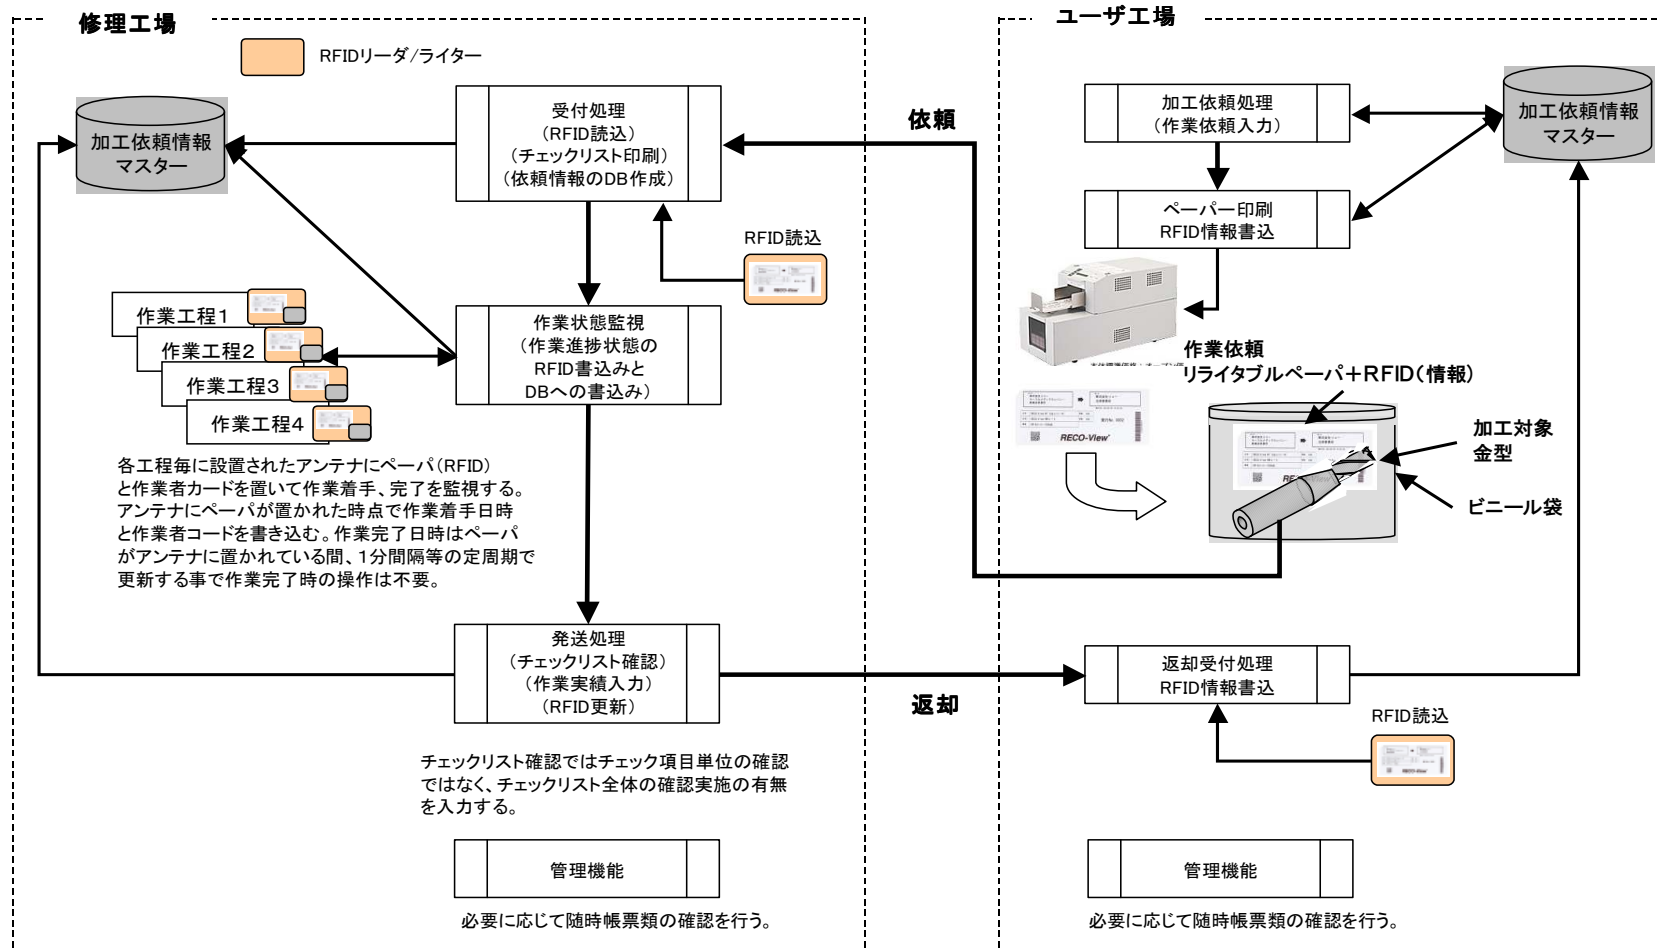 修理工場
RFIDリーダ/ライター
加工依頼情報
マスター
受付処理
(RFID読込)
(チェックリスト印刷)
(依頼情報のDB作成)
RFID読込
作業工程1
作業工程2
作業工程3
作業工程4
作業状態監視
(作業進捗状態の
RFID書込みと
DBへの書込み)
各工程毎に設置されたアンテナにペーパ(RFID)
と作業者カードを置いて作業着手、完了を監視する。
アンテナにペーパが置かれた時点で作業着手日時
と作業者コードを書き込む。作業完了日時はペーパ
がアンテナに置かれている間、1分間隔等の定周期で
更新する事で作業完了時の操作は不要。
発送処理
(チェックリスト確認)
(作業実績入力)
(RFID更新)
チェックリスト確認ではチェック項目単位の確認
ではなく、チェックリスト全体の確認実施の有無
を入力する。
管理機能
必要に応じて随時帳票類の確認を行う。
依頼
返却
ユーザ工場
加工依頼処理
(作業依頼入力)
加工依頼情報
マスター
ペーパー印刷
RFID情報書込
作業依頼
リライタブルペーパ+RFID(情報)
RECO-View
加工対象
金型
ビニール袋
返却受付処理
RFID情報書込
RFID読込
管理機能
必要に応じて随時帳票類の確認を行う。